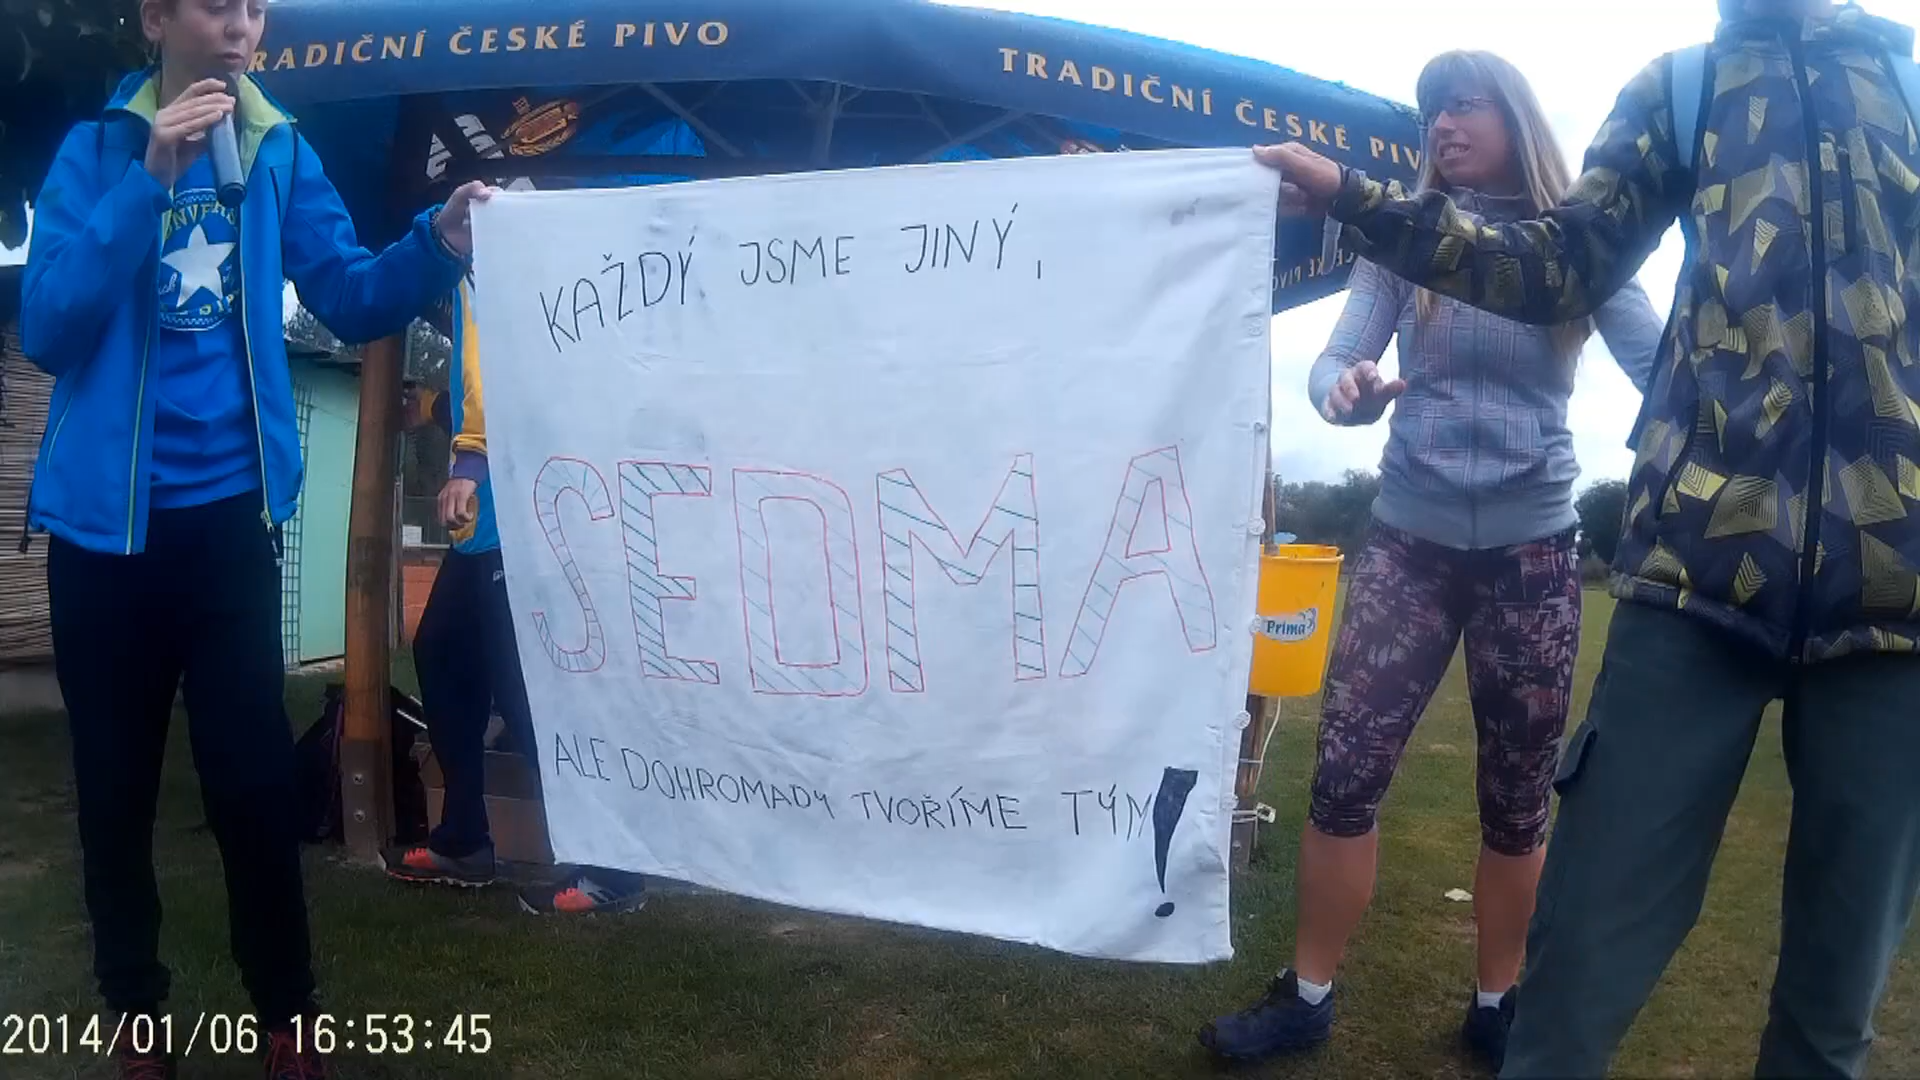 TRADIČNÍ ČESKÉ PIVO
TRADIČNÍ ČESKÉ PIV
KAŽDÝ JSME JINÝ,
SEDMA
ALE DOHROMADY TVOŘÍME TÝM!
Prima
2014/01/06 16:53:45